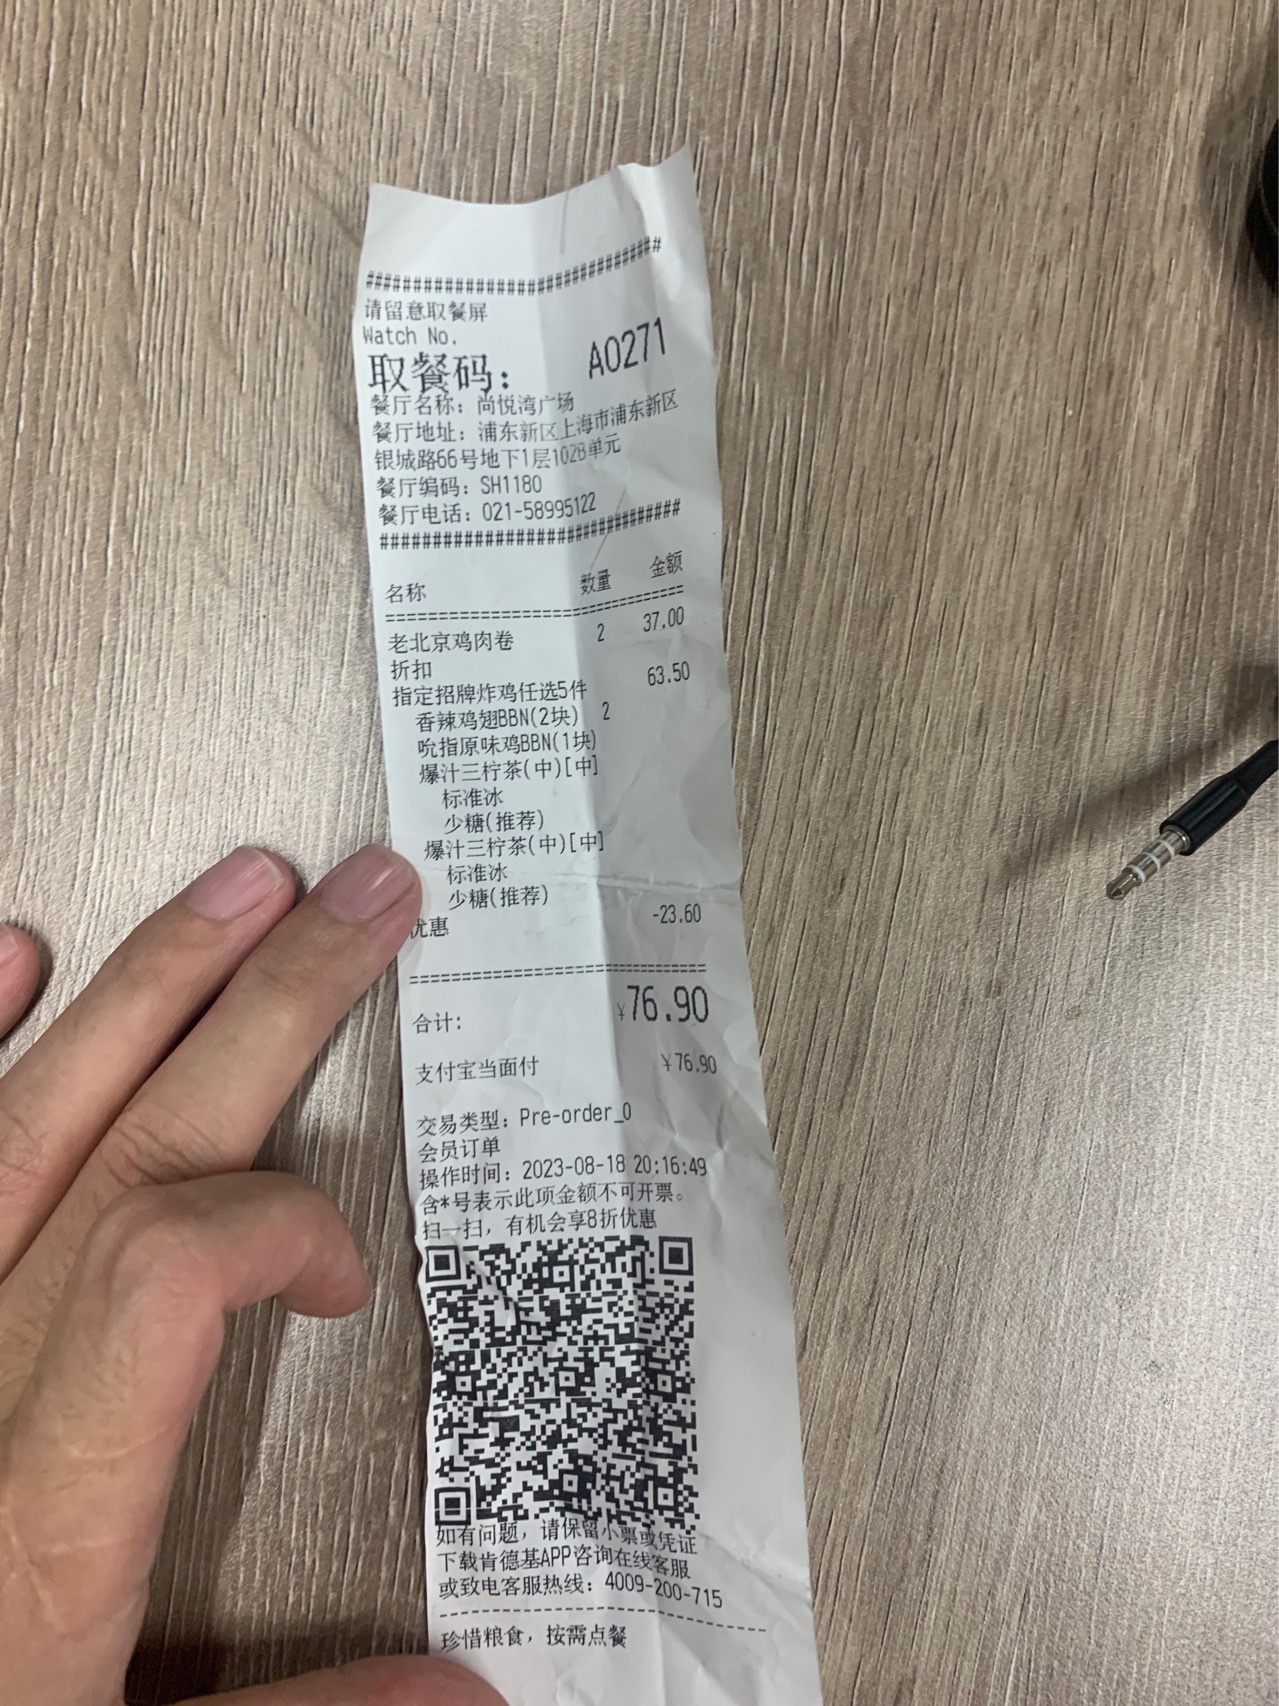 ##############################
请留意取餐屏
Watch No.
取餐码： A0271
餐厅名称：尚悦湾广场
餐厅地址：浦东新区上海市浦东新区
银城路66号地下1层102B单元
餐厅编码：SH1180
餐厅电话：021-58995122
##############################
名称 数量 金额
==============================
老北京鸡肉卷 2 37.00
折扣
指定招牌炸鸡任选5件 63.50
香辣鸡翅BBN(2块) 2
吮指原味鸡BBN(1块)
爆汁三柠茶(中)[中]
标准冰
少糖(推荐)
爆汁三柠茶(中)[中]
标准冰
少糖(推荐)
优惠 -23.60
==============================
合计： ¥76.90
支付宝当面付 ¥76.90
交易类型：Pre-order_0
会员订单
操作时间：2023-08-18 20:16:49
含*号表示此项金额不可开票。
扫一扫，有机会享8折优惠
如有问题，请保留小票或凭证
下载肯德基APP咨询在线客服
或致电客服热线：4009-200-715
------------------------------
珍惜粮食，按需点餐